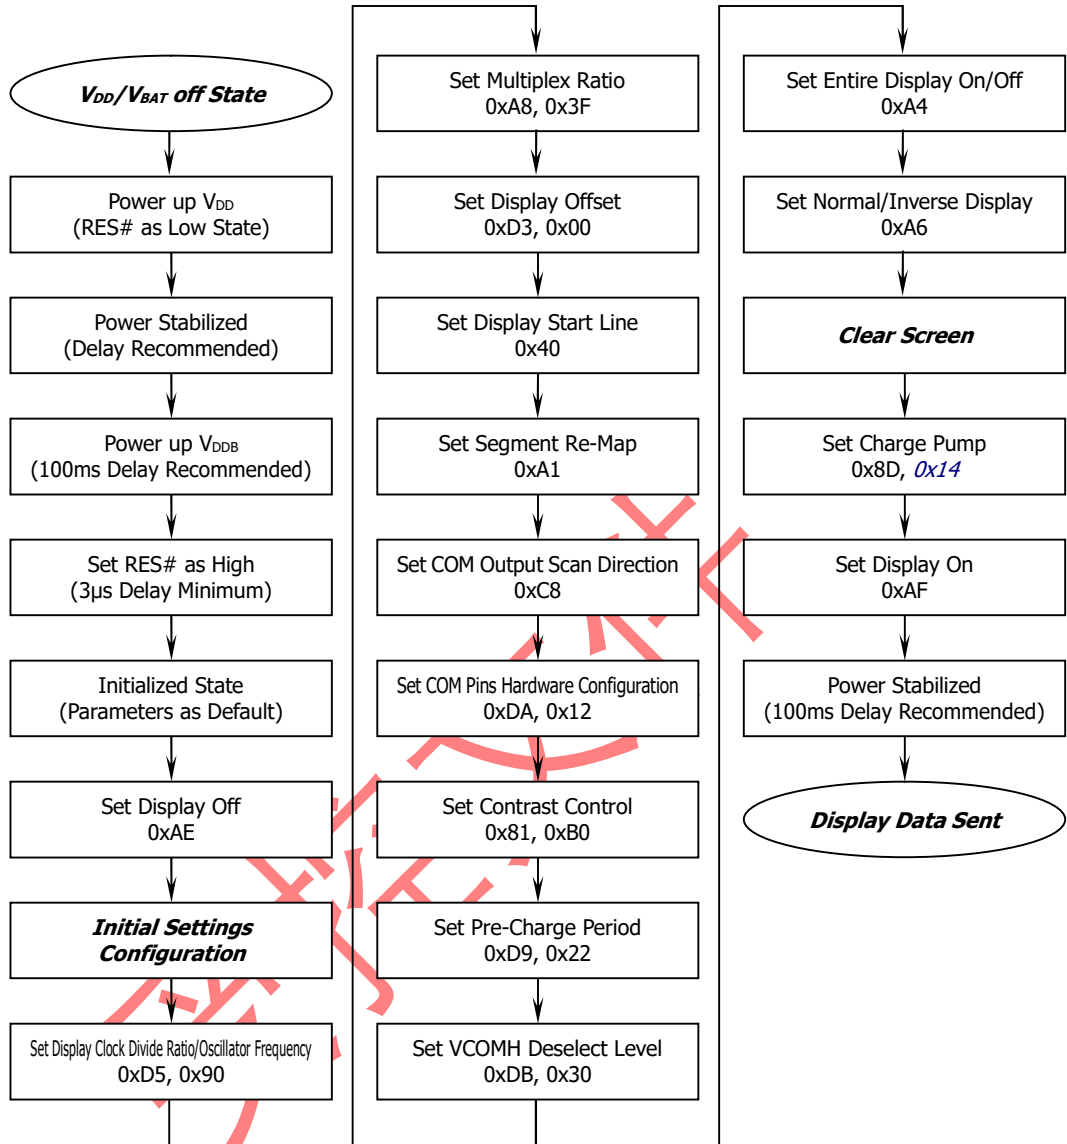 VDD/VBAT off State
Power up VDD
(RES# as Low State)
Power Stabilized
(Delay Recommended)
Power up VDDB
(100ms Delay Recommended)
Set RES# as High
(3µs Delay Minimum)
Initialized State
(Parameters as Default)
Set Display Off
0xAE
Initial Settings
Configuration
Set Display Clock Divide Ratio/Oscillator Frequency
0xD5, 0x90
Set Multiplex Ratio
0xA8, 0x3F
Set Display Offset
0xD3, 0x00
Set Display Start Line
0x40
Set Segment Re-Map
0xA1
Set COM Output Scan Direction
0xC8
Set COM Pins Hardware Configuration
0xDA, 0x12
Set Contrast Control
0x81, 0xB0
Set Pre-Charge Period
0xD9, 0x22
Set VCOMH Deselect Level
0xDB, 0x30
Set Entire Display On/Off
0xA4
Set Normal/Inverse Display
0xA6
Clear Screen
Set Charge Pump
0x8D, 0x14
Set Display On
0xAF
Power Stabilized
(100ms Delay Recommended)
Display Data Sent